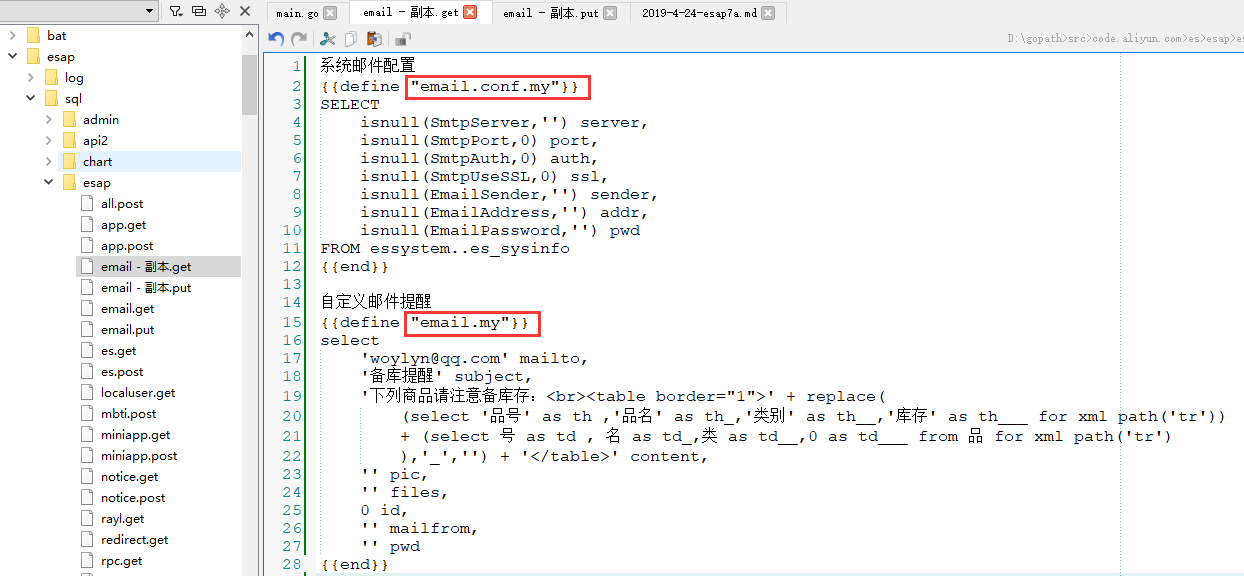 main.go
email - 副本.get
email - 副本.put
2019-4-24-esap7a.md
D:\gopath>src>code.aliyun.com>es>esap>es
bat
esap
log
sql
admin
api2
chart
esap
all.post
app.get
app.post
email - 副本.get
email - 副本.put
email.get
email.put
es.get
es.post
localuser.get
mbti.post
miniapp.get
miniapp.post
notice.get
notice.post
rayl.get
redirect.get
rpc.get
1 系统邮件配置
2 {{define "email.conf.my"}}
3 SELECT
4 isnull(SmtpServer,'') server,
5 isnull(SmtpPort,0) port,
6 isnull(SmtpAuth,0) auth,
7 isnull(SmtpUseSSL,0) ssl,
8 isnull(EmailSender,'') sender,
9 isnull(EmailAddress,'') addr,
10 isnull(EmailPassword,'') pwd
11 FROM essystem..es_sysinfo
12 {{end}}
13
14 自定义邮件提醒
15 {{define "email.my"}}
16 select
17 'woylyn@qq.com' mailto,
18 '备库提醒' subject,
19 '下列商品请注意备库存：<br><table border="1">' + replace(
20 (select '品号' as th ,'品名' as th_,'类别' as th__,'库存' as th___ for xml path('tr'))
21 + (select 号 as td , 名 as td_,类 as td__,0 as td___ from 品 for xml path('tr')
22 ),'_','') + '</table>' content,
23 '' pic,
24 '' files,
25 0 id,
26 '' mailfrom,
27 '' pwd
28 {{end}}